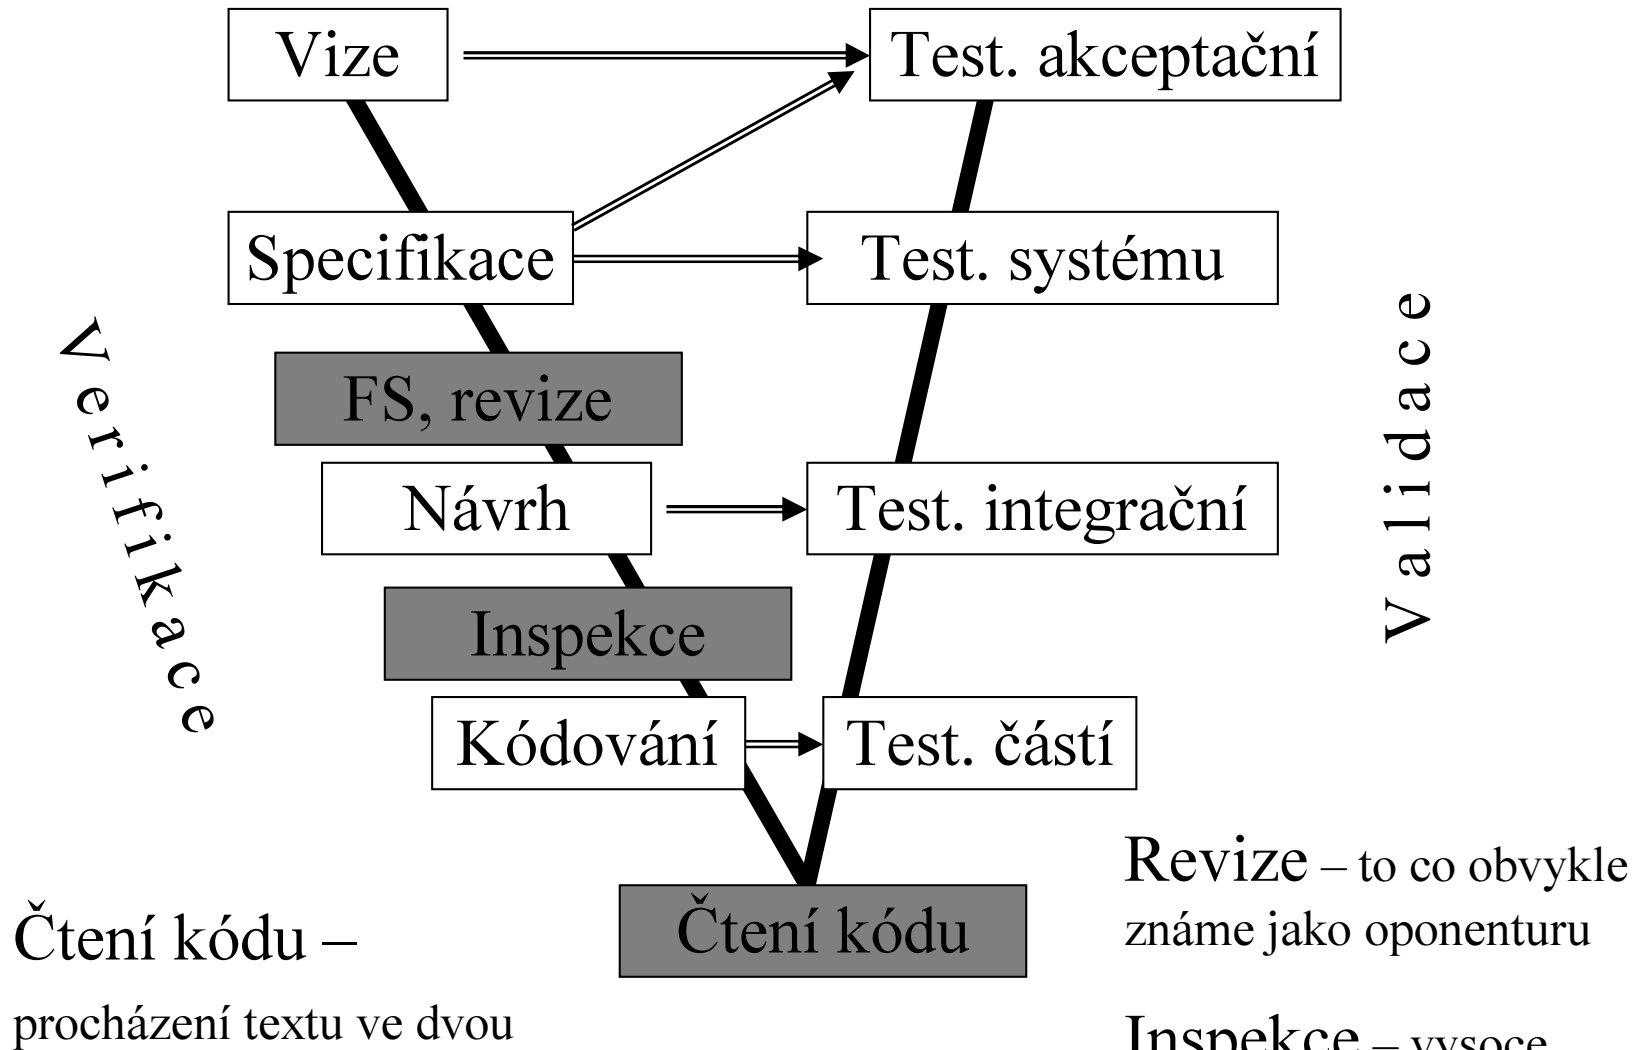 Vize
Test. akceptační
Specifikace
Test. systému
Verifikace
Validace
FS, revize
Návrh
Test. integrační
Inspekce
Kódování
Test. částí
Čtení kódu
Čtení kódu –
procházení textu ve dvou
Revize – to co obvykle
známe jako oponenturu
Inspekce – vysoce